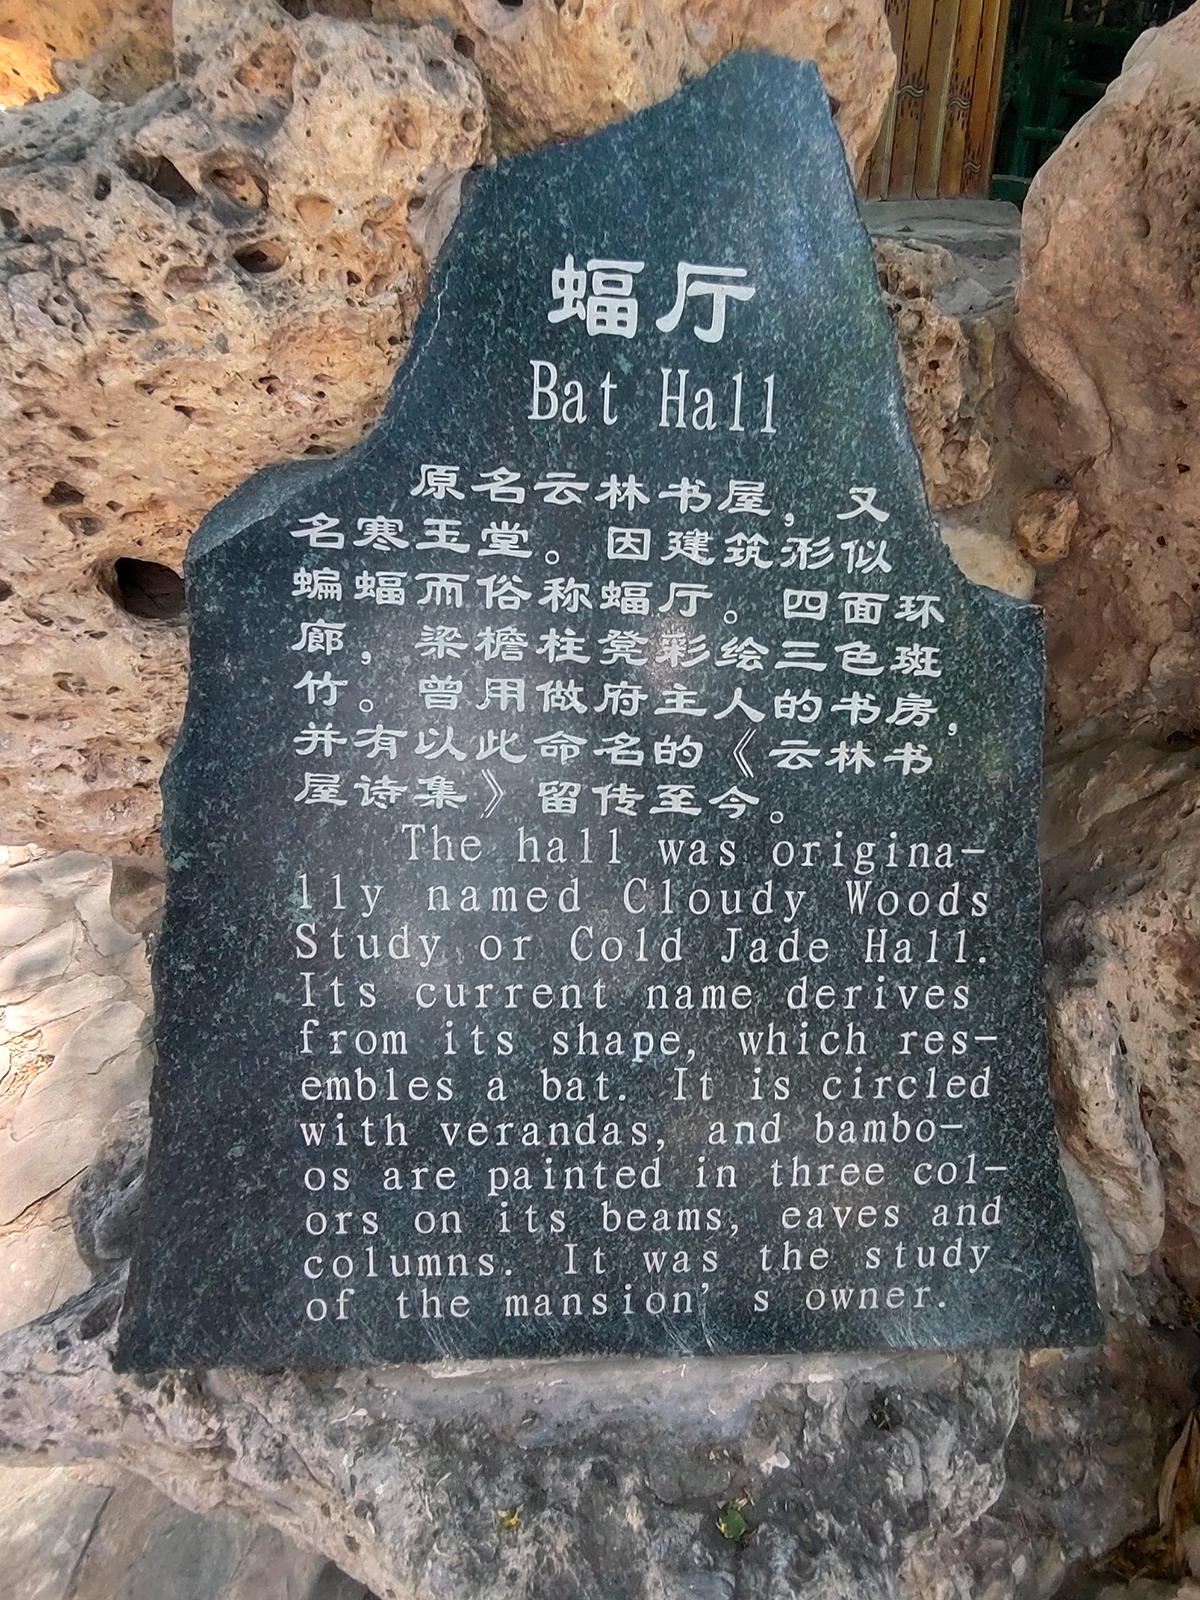 蝠厅
Bat Hall
原名云林书屋，又
名寒玉堂。因建筑形似
蝙蝠而俗称蝠厅。四面环
廊，梁檐柱凳彩绘三色斑
竹。曾用做府主人的书房，
并有以此命名的《云林书
屋诗集》留传至今。
The hall was origina-
lly named Cloudy Woods
Study or Cold Jade Hall.
Its current name derives
from its shape, which res-
embles a bat. It is circled
with verandas, and bambo-
os are painted in three col-
ors on its beams, eaves and
columns. It was the study
of the mansion's owner.